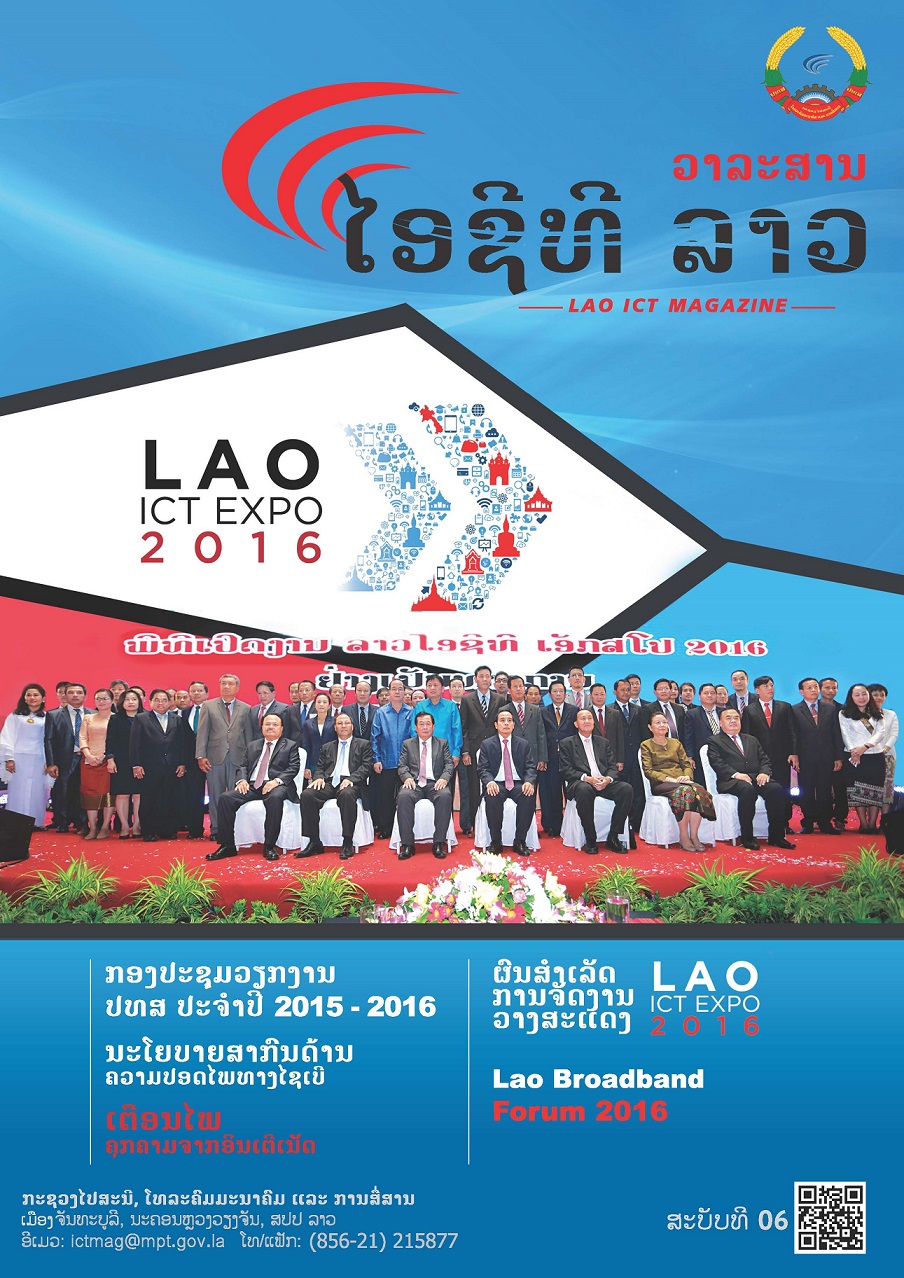 ວາລະສານ
ໄອຊີທີ ລາວ
LAO ICT MAGAZINE
LAO
ICT EXPO
2016
ພິທີເປີດງານ ລາວໄອຊີທີ ເອັກສ໌ໂປ 2016
ກອງປະຊຸມວຽກງານ
ປທສ ປະຈຳປີ 2015 - 2016
ນະໂຍບາຍສາກົນດ້ານ
ຄວາມປອດໄພທາງໄຊເບີ
ເຕືອນໄພ
ຄຸກຄາມຈາກອິນເຕີເນັດ
ຜົນສຳເລັດ
ການຈັດງານ
ວາງສະແດງ
LAO
ICT EXPO
2016
Lao Broadband
Forum 2016
ກະຊວງໄປສະນີ, ໂທລະຄົມມະນາຄົມ ແລະ ການສື່ສານ
ເມືອງຈັນທະບູລີ, ນະຄອນຫຼວງວຽງຈັນ, ສປປ ລາວ
ອີເມວ: ictmag@mpt.gov.la ໂທ/ແຟັກ: (856-21) 215877
ສະບັບທີ 06